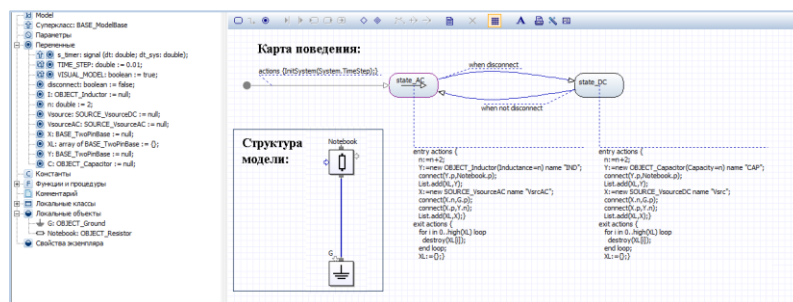 Model
Суперкласс: BASE_ModelBase
Параметры
Переменные
s_timer: signal (dt: double; dt_sys: double);
TIME_STEP: double := 0.01;
VISUAL_MODEL: boolean := true;
disconnect: boolean := false;
I: OBJECT_Inductor := null;
n: double := 2;
Vsource: SOURCE_VsourceDC := null;
VsourceAC: SOURCE_VsourceAC := null;
X: BASE_TwoPinBase := null;
XL: array of BASE_TwoPinBase := {};
Y: BASE_TwoPinBase := null;
C: OBJECT_Capacitor := null;
Константы
Функции и процедуры
Комментарий
Локальные классы
Локальные объекты
G: OBJECT_Ground
Notebook: OBJECT_Resistor
Свойства экземпляра
Карта поведения:
actions {InitSystem(System.TimeStep);}
state_AC
when disconnect
when not disconnect
state_DC
Структура
модели:
Notebook
G
entry actions {
n:=n+2;
Y:=new OBJECT_Inductor(Inductance=n) name "IND";
connect(Y.p,Notebook.p);
List.add(XL,Y);
X:=new SOURCE_VsourceAC name "VsrcAC";
connect(X.n,G.p);
connect(X.p,Y.n);
List.add(XL,X);}
exit actions {
for i in 0..high(XL) loop
destroy(XL[i]);
end loop;
XL:={};}
entry actions {
n:=n+2;
Y:=new OBJECT_Capacitor(Capacity=n) name "CAP";
connect(Y.p,Notebook.p);
List.add(XL,Y);
X:=new SOURCE_VsourceDC name "Vsrc";
connect(X.n,G.p);
connect(X.p,Y.n);
List.add(XL,X);}
exit actions {
for i in 0..high(XL) loop
destroy(XL[i]);
end loop;
XL:={};}